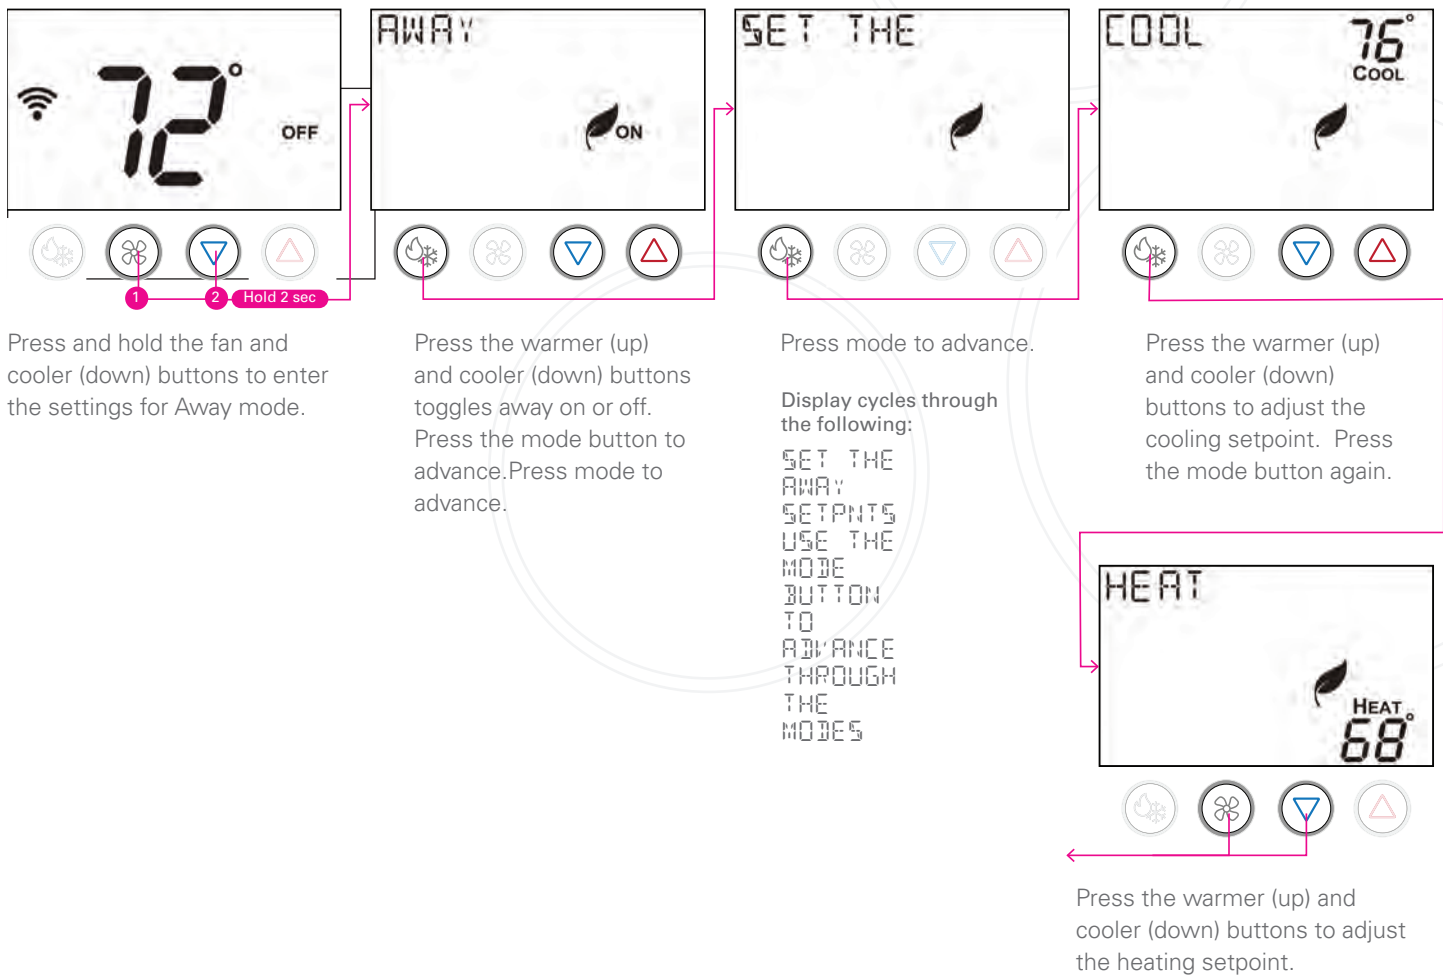 72°
OFF
1
2
Hold 2 sec
Press and hold the fan and
cooler (down) buttons to enter
the settings for Away mode.
AWAY
ON
Press the warmer (up)
and cooler (down) buttons
toggles away on or off.
Press the mode button to
advance.Press mode to
advance.
SET THE
Press mode to advance.
Display cycles through
the following:
SET THE
AWAY
SETPNTS
USE THE
MODE
BUTTON
TO
ADVANCE
THROUGH
THE
MODES
COOL
76°
COOL
Press the warmer (up)
and cooler (down)
buttons to adjust the
cooling setpoint. Press
the mode button again.
HEAT
HEAT
68°
Press the warmer (up) and
cooler (down) buttons to adjust
the heating setpoint.